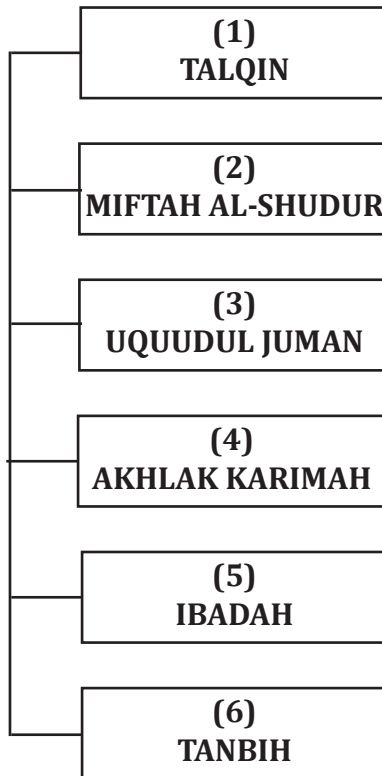 (1)
TALQIN
(2)
MIFTAH AL-SHUDUR
(3)
UQUUDUL JUMAN
(4)
AKHLAK KARIMAH
(5)
IBADAH
(6)
TANBIH